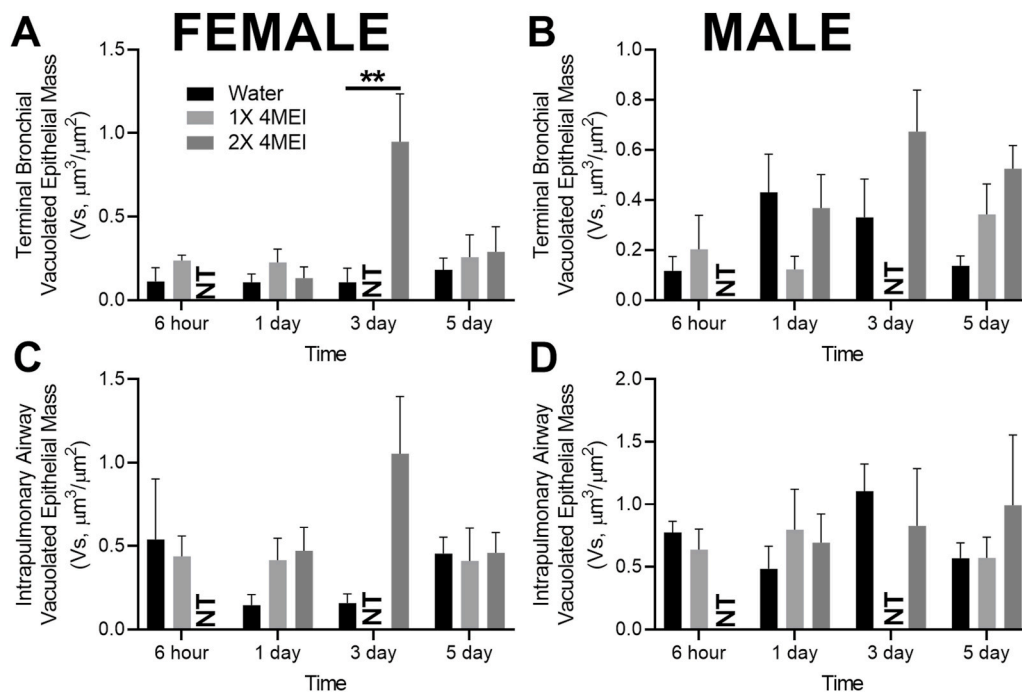 A
FEMALE
Terminal Bronchial
Vacuolated Epithelial Mass
(Vs, μm³/μm²)
1.5
1.0
0.5
0.0
Water
1X 4MEI
2X 4MEI
**
NT
NT
6 hour 1 day 3 day 5 day
Time
B
MALE
Terminal Bronchial
Vacuolated Epithelial Mass
(Vs, μm³/μm²)
1.0
0.8
0.6
0.4
0.2
0.0
NT
NT
6 hour 1 day 3 day 5 day
Time
C
Intrapulmonary Airway
Vacuolated Epithelial Mass
(Vs, μm³/μm²)
1.5
1.0
0.5
0.0
NT
NT
6 hour 1 day 3 day 5 day
Time
D
Intrapulmonary Airway
Vacuolated Epithelial Mass
(Vs, μm³/μm²)
2.0
1.5
1.0
0.5
0.0
NT
NT
6 hour 1 day 3 day 5 day
Time